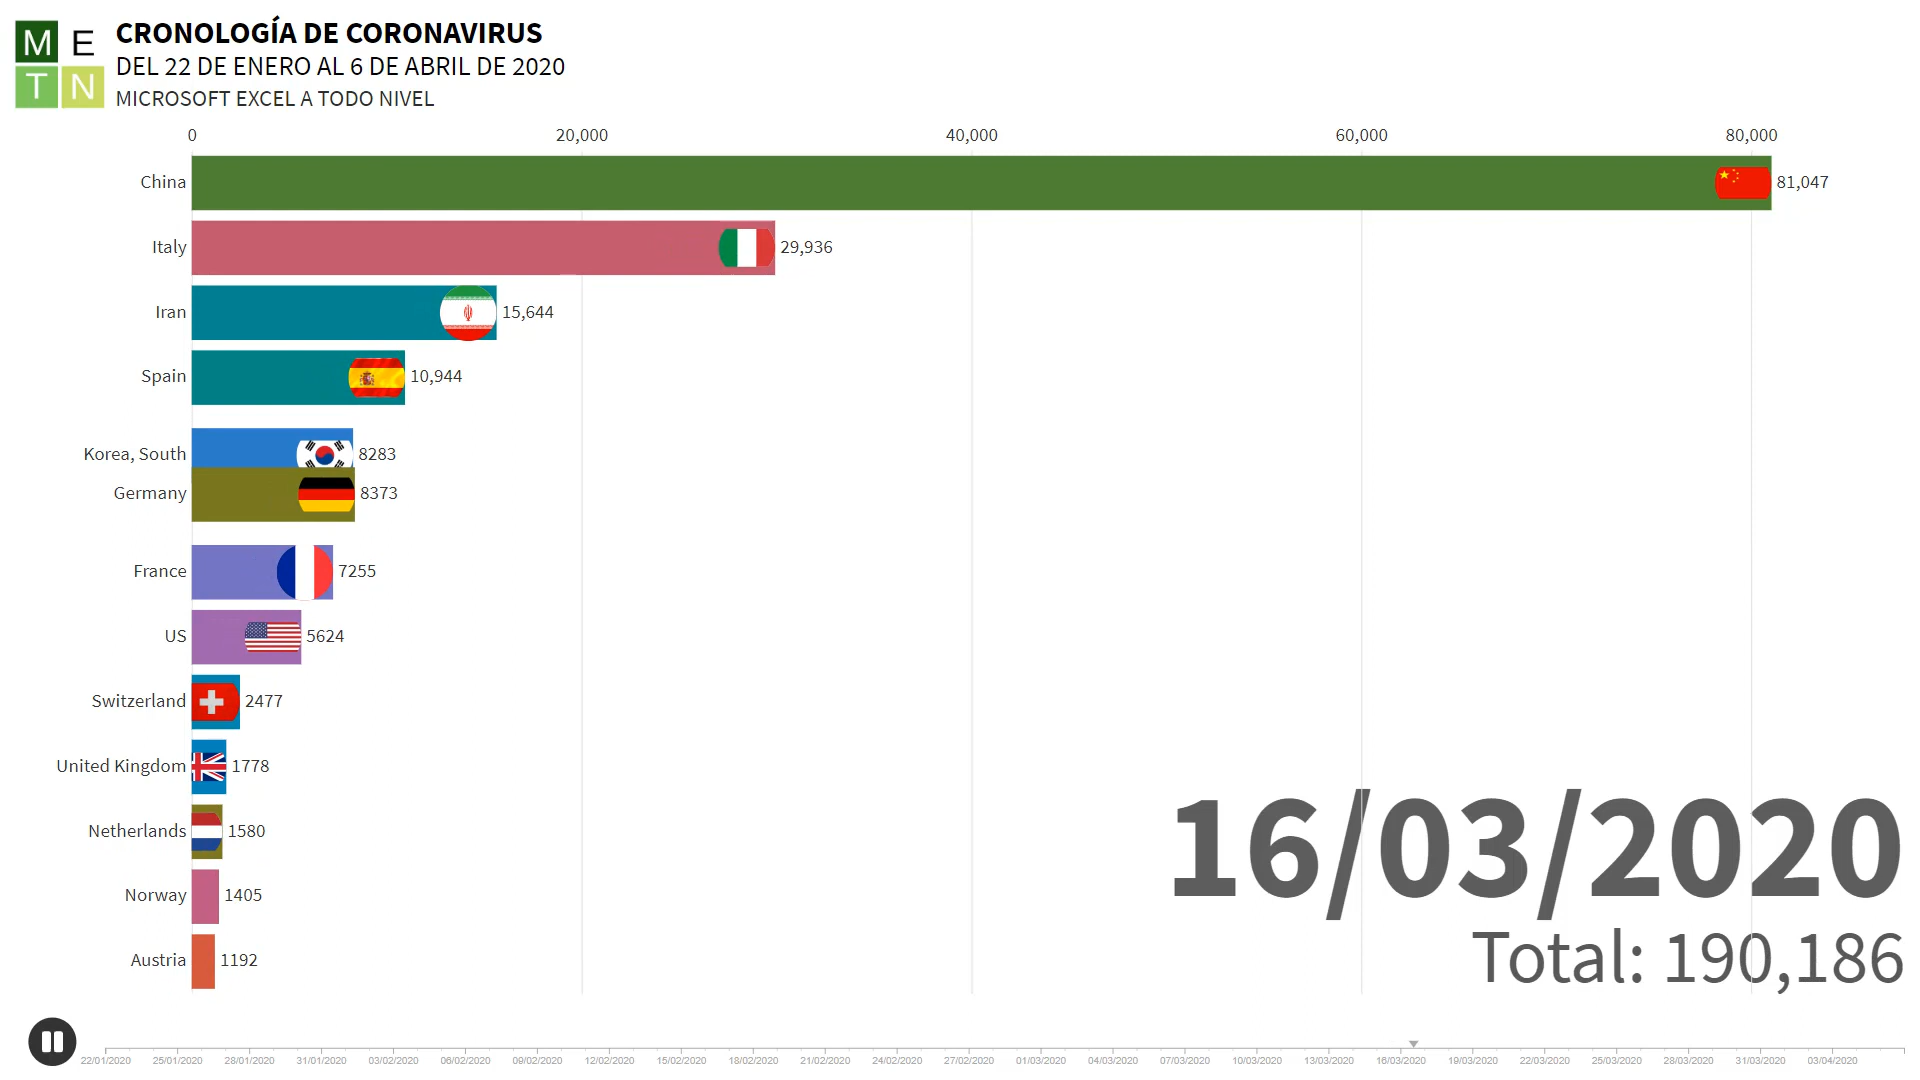 M E
T N
CRONOLOGÍA DE CORONAVIRUS
DEL 22 DE ENERO AL 6 DE ABRIL DE 2020
MICROSOFT EXCEL A TODO NIVEL
0 20,000 40,000 60,000 80,000
China 81,047
Italy 29,936
Iran 15,644
Spain 10,944
Korea, South 8283
Germany 8373
France 7255
US 5624
Switzerland 2477
United Kingdom 1778
Netherlands 1580
Norway 1405
Austria 1192
16/03/2020
Total: 190,186
22/01/2020 25/01/2020 28/01/2020 31/01/2020 03/02/2020 06/02/2020 09/02/2020 12/02/2020 15/02/2020 18/02/2020 21/02/2020 24/02/2020 27/02/2020 01/03/2020 04/03/2020 07/03/2020 10/03/2020 13/03/2020 16/03/2020 19/03/2020 22/03/2020 25/03/2020 28/03/2020 31/03/2020 03/04/2020